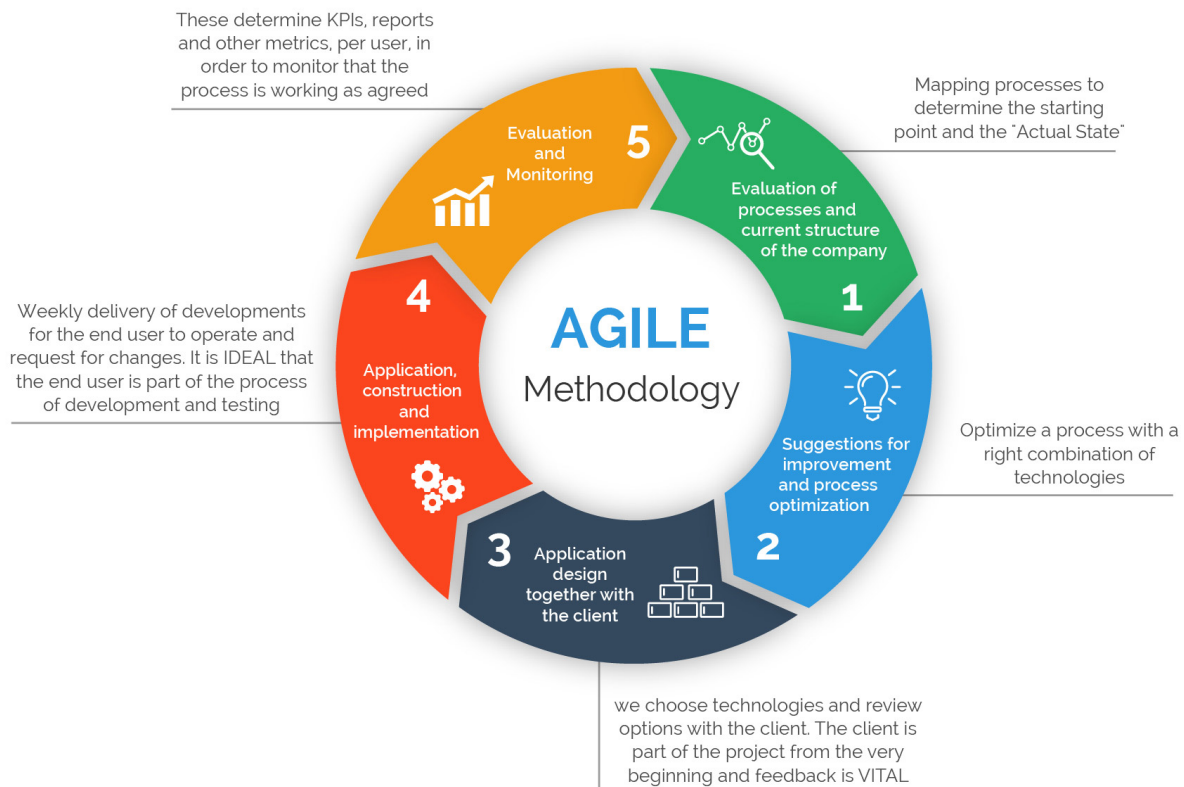 AGILE
Methodology
1
Evaluation of
processes and
current structure
of the company
Mapping processes to
determine the starting
point and the "Actual State"
2
Suggestions for
improvement
and process
optimization
Optimize a process with a
right combination of
technologies
3
Application
design
together with
the client
we choose technologies and review
options with the client. The client is
part of the project from the very
beginning and feedback is VITAL
4
Application,
construction
and
implementation
Weekly delivery of developments
for the end user to operate and
request for changes. It is IDEAL that
the end user is part of the process
of development and testing
5
Evaluation
and
Monitoring
These determine KPIs, reports
and other metrics, per user, in
order to monitor that the
process is working as agreed